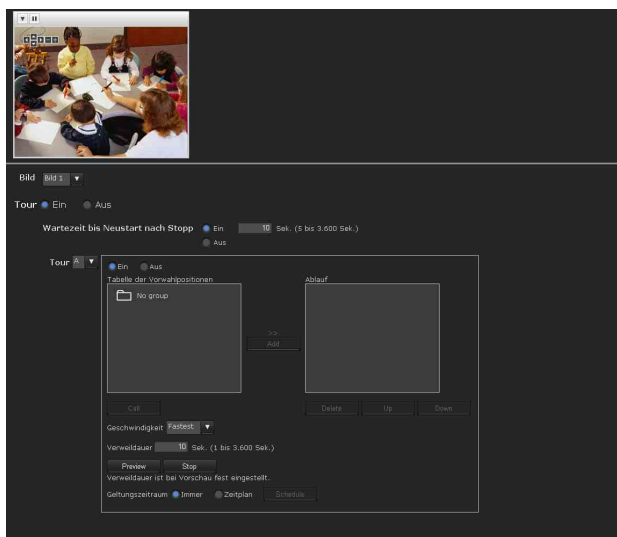 Bild Bild 1
Tour Ein Aus
Wartezeit bis Neustart nach Stopp Ein 10 Sek. (5 bis 3.600 Sek.)
Aus
Tour A
Ein Aus
Tabelle der Vorwahlpositionen Ablauf
No group
>>
Add
Call Delete Up Down
Geschwindigkeit Fastest
Verweildauer 10 Sek. (1 bis 3.600 Sek.)
Preview Stop
Verweildauer ist bei Vorschau fest eingestellt.
Geltungszeitraum Immer Zeitplan Schedule